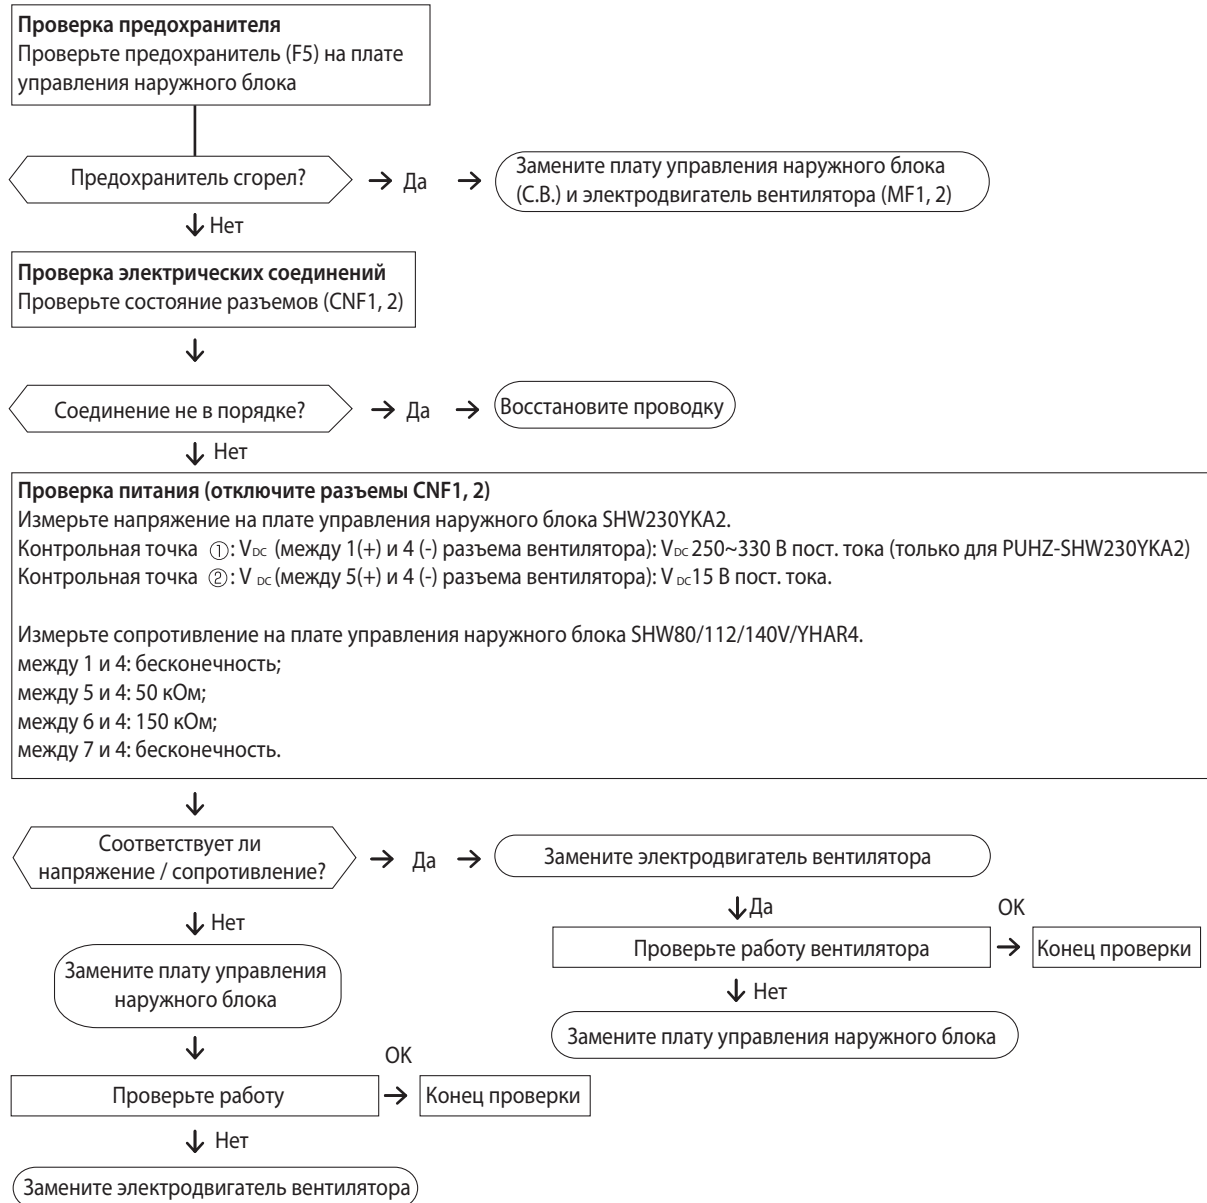 Проверка предохранителя
Проверьте предохранитель (F5) на плате
управления наружного блока
Предохранитель сгорел?
Да
Замените плату управления наружного блока
(С.В.) и электродвигатель вентилятора (MF1, 2)
Нет
Проверка электрических соединений
Проверьте состояние разъемов (CNF1, 2)
Соединение не в порядке?
Да
Восстановите проводку
Нет
Проверка питания (отключите разъемы CNF1, 2)
Измерьте напряжение на плате управления наружного блока SHW230YKA2.
Контрольная точка ①: VDC (между 1(+) и 4 (-) разъема вентилятора): VDC 250~330 В пост. тока (только для PUHZ-SHW230YKA2)
Контрольная точка ②: V DC (между 5(+) и 4 (-) разъема вентилятора): V DC15 В пост. тока.
Измерьте сопротивление на плате управления наружного блока SHW80/112/140V/YHAR4.
между 1 и 4: бесконечность;
между 5 и 4: 50 кОм;
между 6 и 4: 150 кОм;
между 7 и 4: бесконечность.
Соответствует ли
напряжение / сопротивление?
Да
Замените электродвигатель вентилятора
Да
OK
Проверьте работу вентилятора
Конец проверки
Нет
Замените плату управления наружного блока
Нет
Замените плату управления
наружного блока
OK
Проверьте работу
Конец проверки
Нет
Замените электродвигатель вентилятора